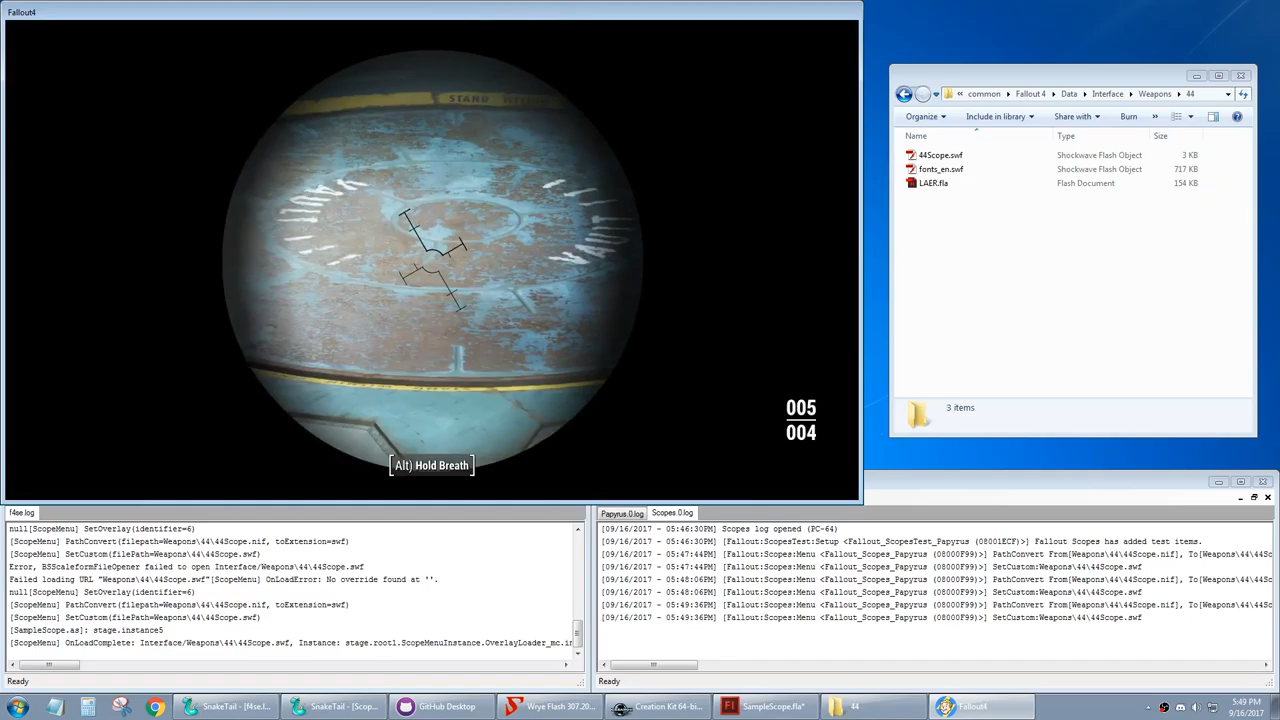 Fallout4
STAND
VAULT
VAULT
005
004
[Alt) Hold Breath]
« common ▸ Fallout 4 ▸ Data ▸ Interface ▸ Weapons ▸ 44
Organize Include in library Share with Burn »
Name Type Size
44Scope.swf Shockwave Flash Object 3 KB
fonts_en.swf Shockwave Flash Object 717 KB
LAER.fla Flash Document 154 KB
3 items
f4se.log
null[ScopeMenu] SetOverlay(identifier=6)
[ScopeMenu] PathConvert(filepath=Weapons\44\44Scope.nif, toExtension=swf)
[ScopeMenu] SetCustom(filePath=Weapons\44\44Scope.swf)
Error, BSScaleformFileOpener failed to open Interface/Weapons\44\44Scope.swf
Failed loading URL "Weapons\44\44Scope.swf"[ScopeMenu] OnLoadError: No override found at ''.
null[ScopeMenu] SetOverlay(identifier=6)
[ScopeMenu] PathConvert(filepath=Weapons\44\44Scope.nif, toExtension=swf)
[ScopeMenu] SetCustom(filePath=Weapons\44\44Scope.swf)
[SampleScope.as]: stage.instance5
[ScopeMenu] OnLoadComplete: Interface/Weapons\44\44Scope.swf, Instance: stage.root1.ScopeMenuInstance.OverlayLoader_mc.in
Ready
Papyrus.0.log Scopes.0.log
[09/16/2017 - 05:46:30PM] Scopes log opened (PC-64)
[09/16/2017 - 05:46:30PM] [Fallout:ScopesTest:Setup <Fallout_ScopesTest_Papyrus (08001ECF)>] Fallout Scopes has added test items.
[09/16/2017 - 05:47:44PM] [Fallout:Scopes:Menu <Fallout_Scopes_Papyrus (08000F99)>] PathConvert From[Weapons\44\44Scope.nif], To[Weapons\44\44Sc
[09/16/2017 - 05:47:44PM] [Fallout:Scopes:Menu <Fallout_Scopes_Papyrus (08000F99)>] SetCustom:Weapons\44\44Scope.swf
[09/16/2017 - 05:48:06PM] [Fallout:Scopes:Menu <Fallout_Scopes_Papyrus (08000F99)>] PathConvert From[Weapons\44\44Scope.nif], To[Weapons\44\44Sc
[09/16/2017 - 05:48:06PM] [Fallout:Scopes:Menu <Fallout_Scopes_Papyrus (08000F99)>] SetCustom:Weapons\44\44Scope.swf
[09/16/2017 - 05:49:36PM] [Fallout:Scopes:Menu <Fallout_Scopes_Papyrus (08000F99)>] PathConvert From[Weapons\44\44Scope.nif], To[Weapons\44\44Sc
[09/16/2017 - 05:49:36PM] [Fallout:Scopes:Menu <Fallout_Scopes_Papyrus (08000F99)>] SetCustom:Weapons\44\44Scope.swf
Ready
SnakeTail - [f4se.l... SnakeTail - [Scop... GitHub Desktop Wrye Flash 307.20... Creation Kit 64-bi... SampleScope.fla* 44 Fallout4
5:49 PM
9/16/2017